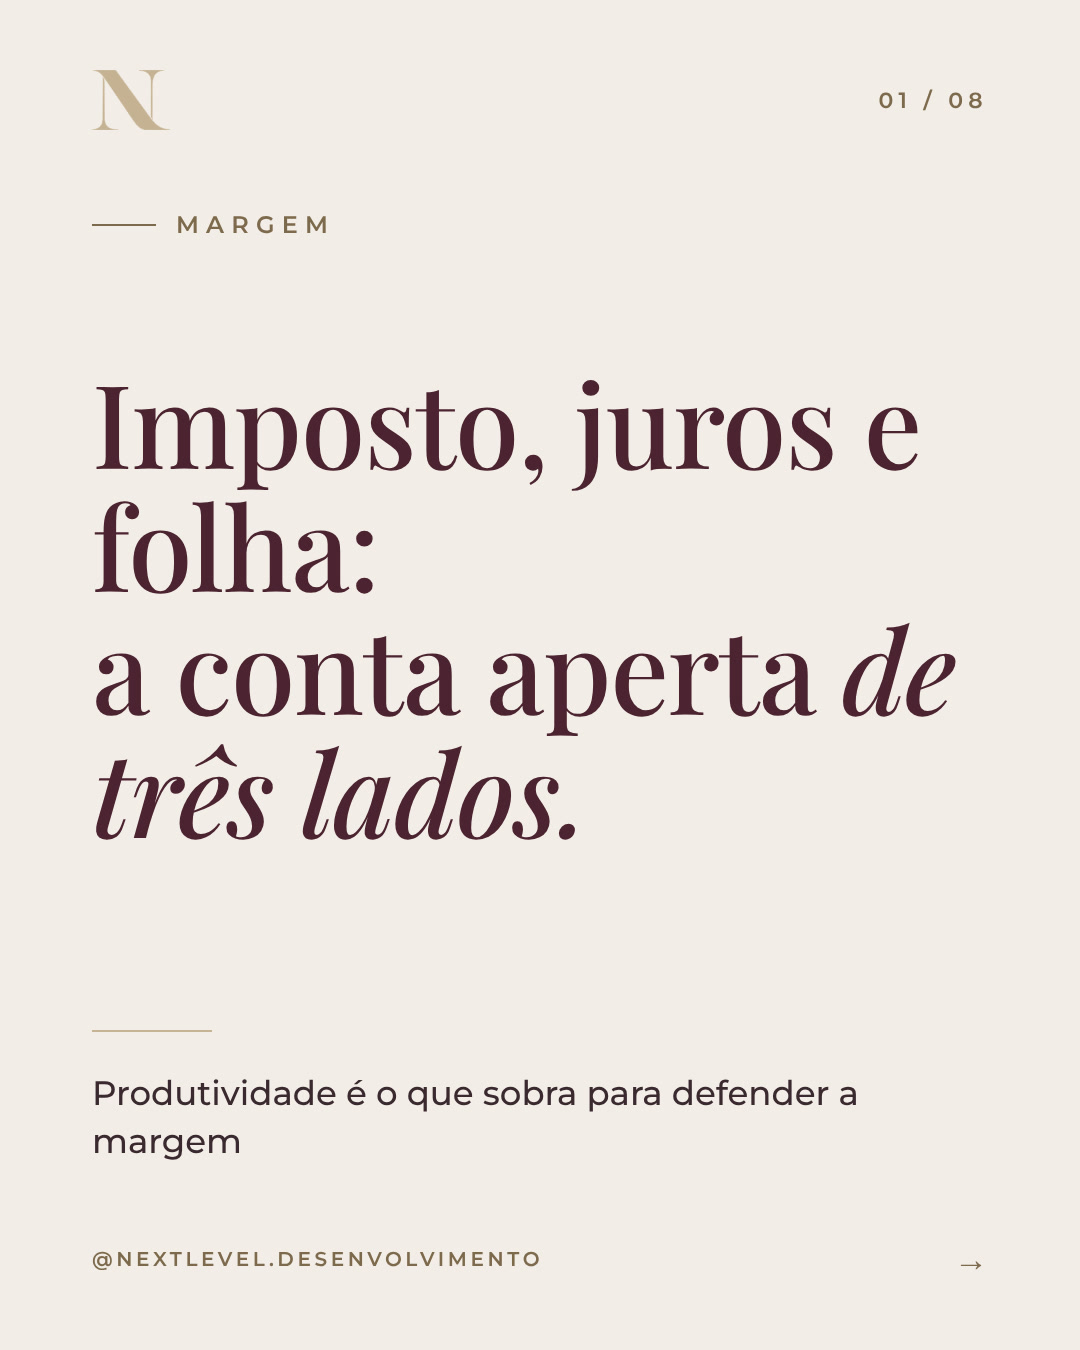 N
01 / 08
MARGEM
Imposto, juros e
folha:
a conta aperta de
três lados.
Produtividade é o que sobra para defender a
margem
@NEXTLEVEL.DESENVOLVIMENTO
→